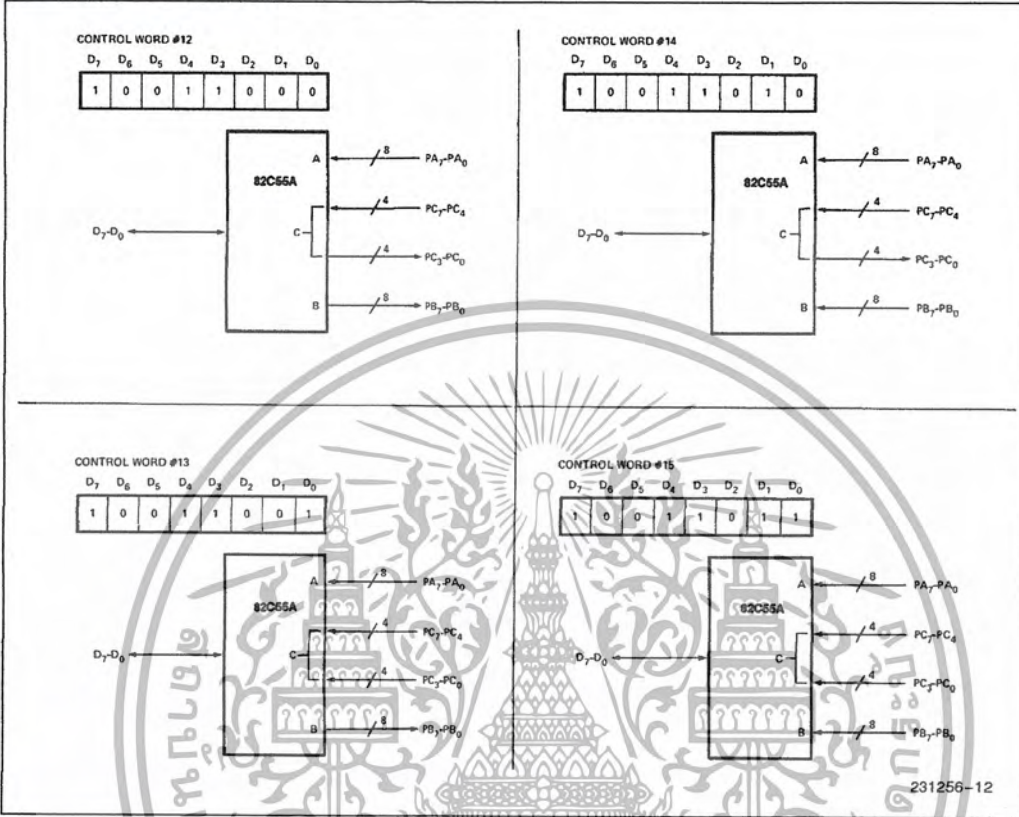 CONTROL WORD #12
D₇ D₆ D₅ D₄ D₃ D₂ D₁ D₀
1 0 0 1 1 0 0 0
82C55A
A
8
PA₇-PA₀
4
PC₇-PC₄
D₇-D₀
C
4
PC₃-PC₀
B
8
PB₇-PB₀
CONTROL WORD #14
D₇ D₆ D₅ D₄ D₃ D₂ D₁ D₀
1 0 0 1 1 0 1 0
82C55A
A
8
PA₇-PA₀
4
PC₇-PC₄
D₇-D₀
C
4
PC₃-PC₀
B
8
PB₇-PB₀
CONTROL WORD #13
D₇ D₆ D₅ D₄ D₃ D₂ D₁ D₀
1 0 0 1 1 0 0 1
82C55A
A
8
PA₇-PA₀
4
PC₇-PC₄
D₇-D₀
C
4
PC₃-PC₀
B
8
PB₇-PB₀
CONTROL WORD #15
D₇ D₆ D₅ D₄ D₃ D₂ D₁ D₀
1 0 0 1 1 0 1 1
82C55A
A
8
PA₇-PA₀
4
PC₇-PC₄
D₇-D₀
C
4
PC₃-PC₀
B
8
PB₇-PB₀
231256-12